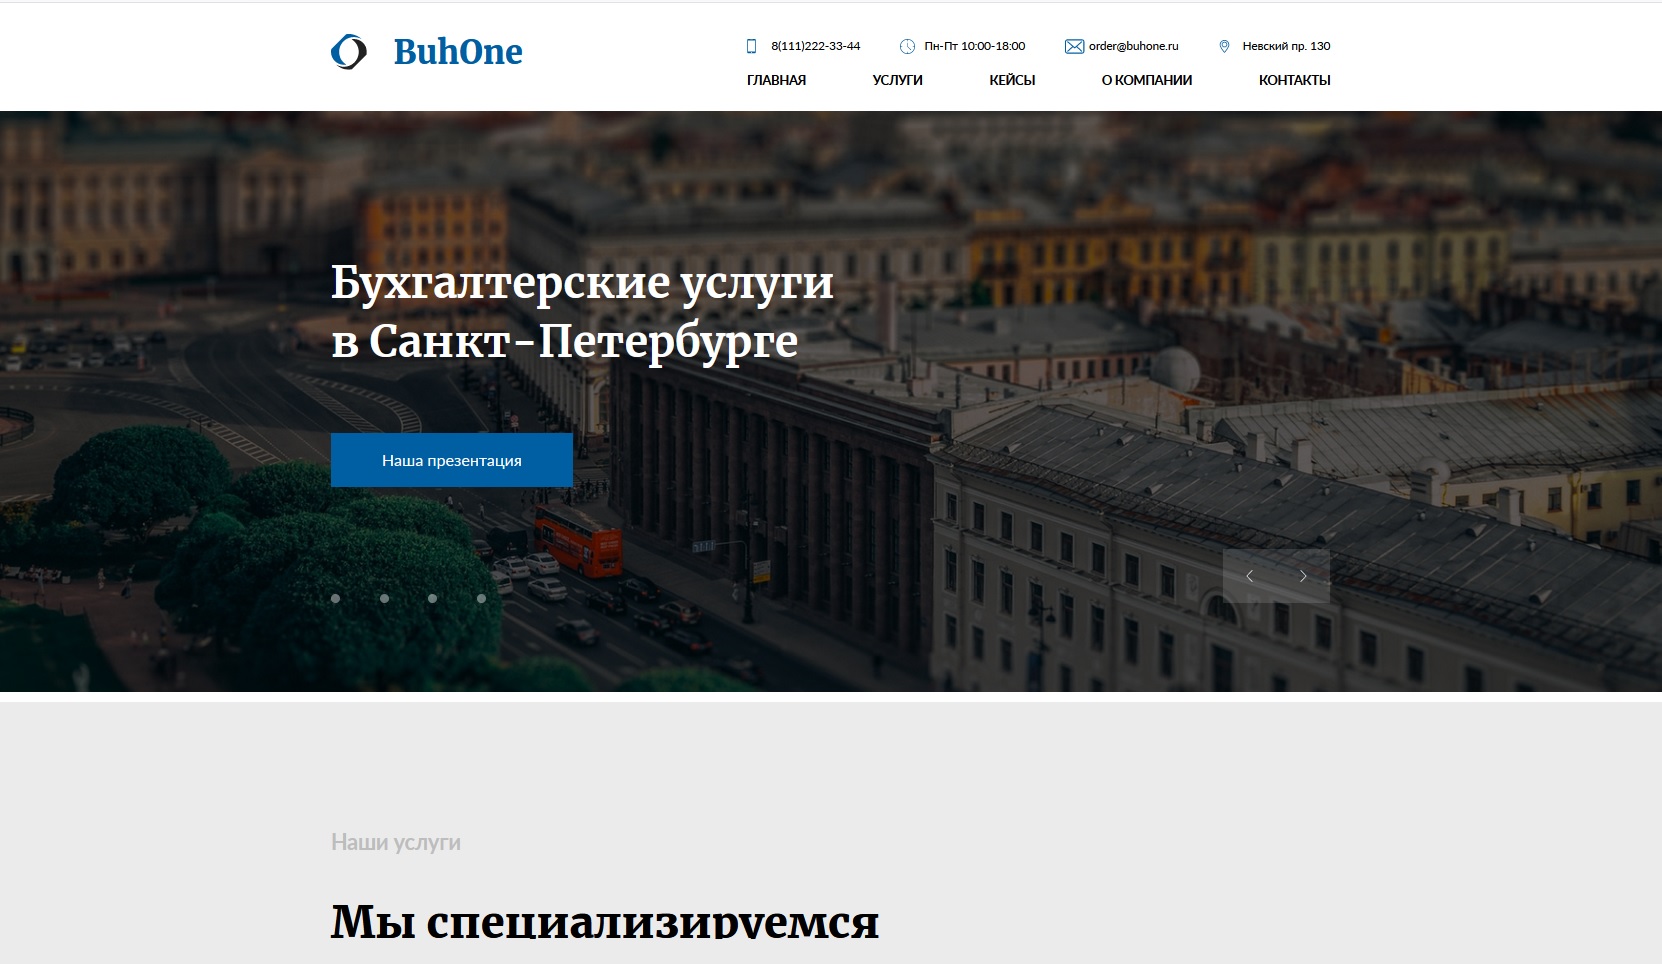 BuhOne
8(111)222-33-44
Пн-Пт 10:00-18:00
order@buhone.ru
Невский пр. 130
ГЛАВНАЯ
УСЛУГИ
КЕЙСЫ
О КОМПАНИИ
КОНТАКТЫ
Бухгалтерские услуги
в Санкт-Петербурге
Наша презентация
Наши услуги
Мы специализируемся